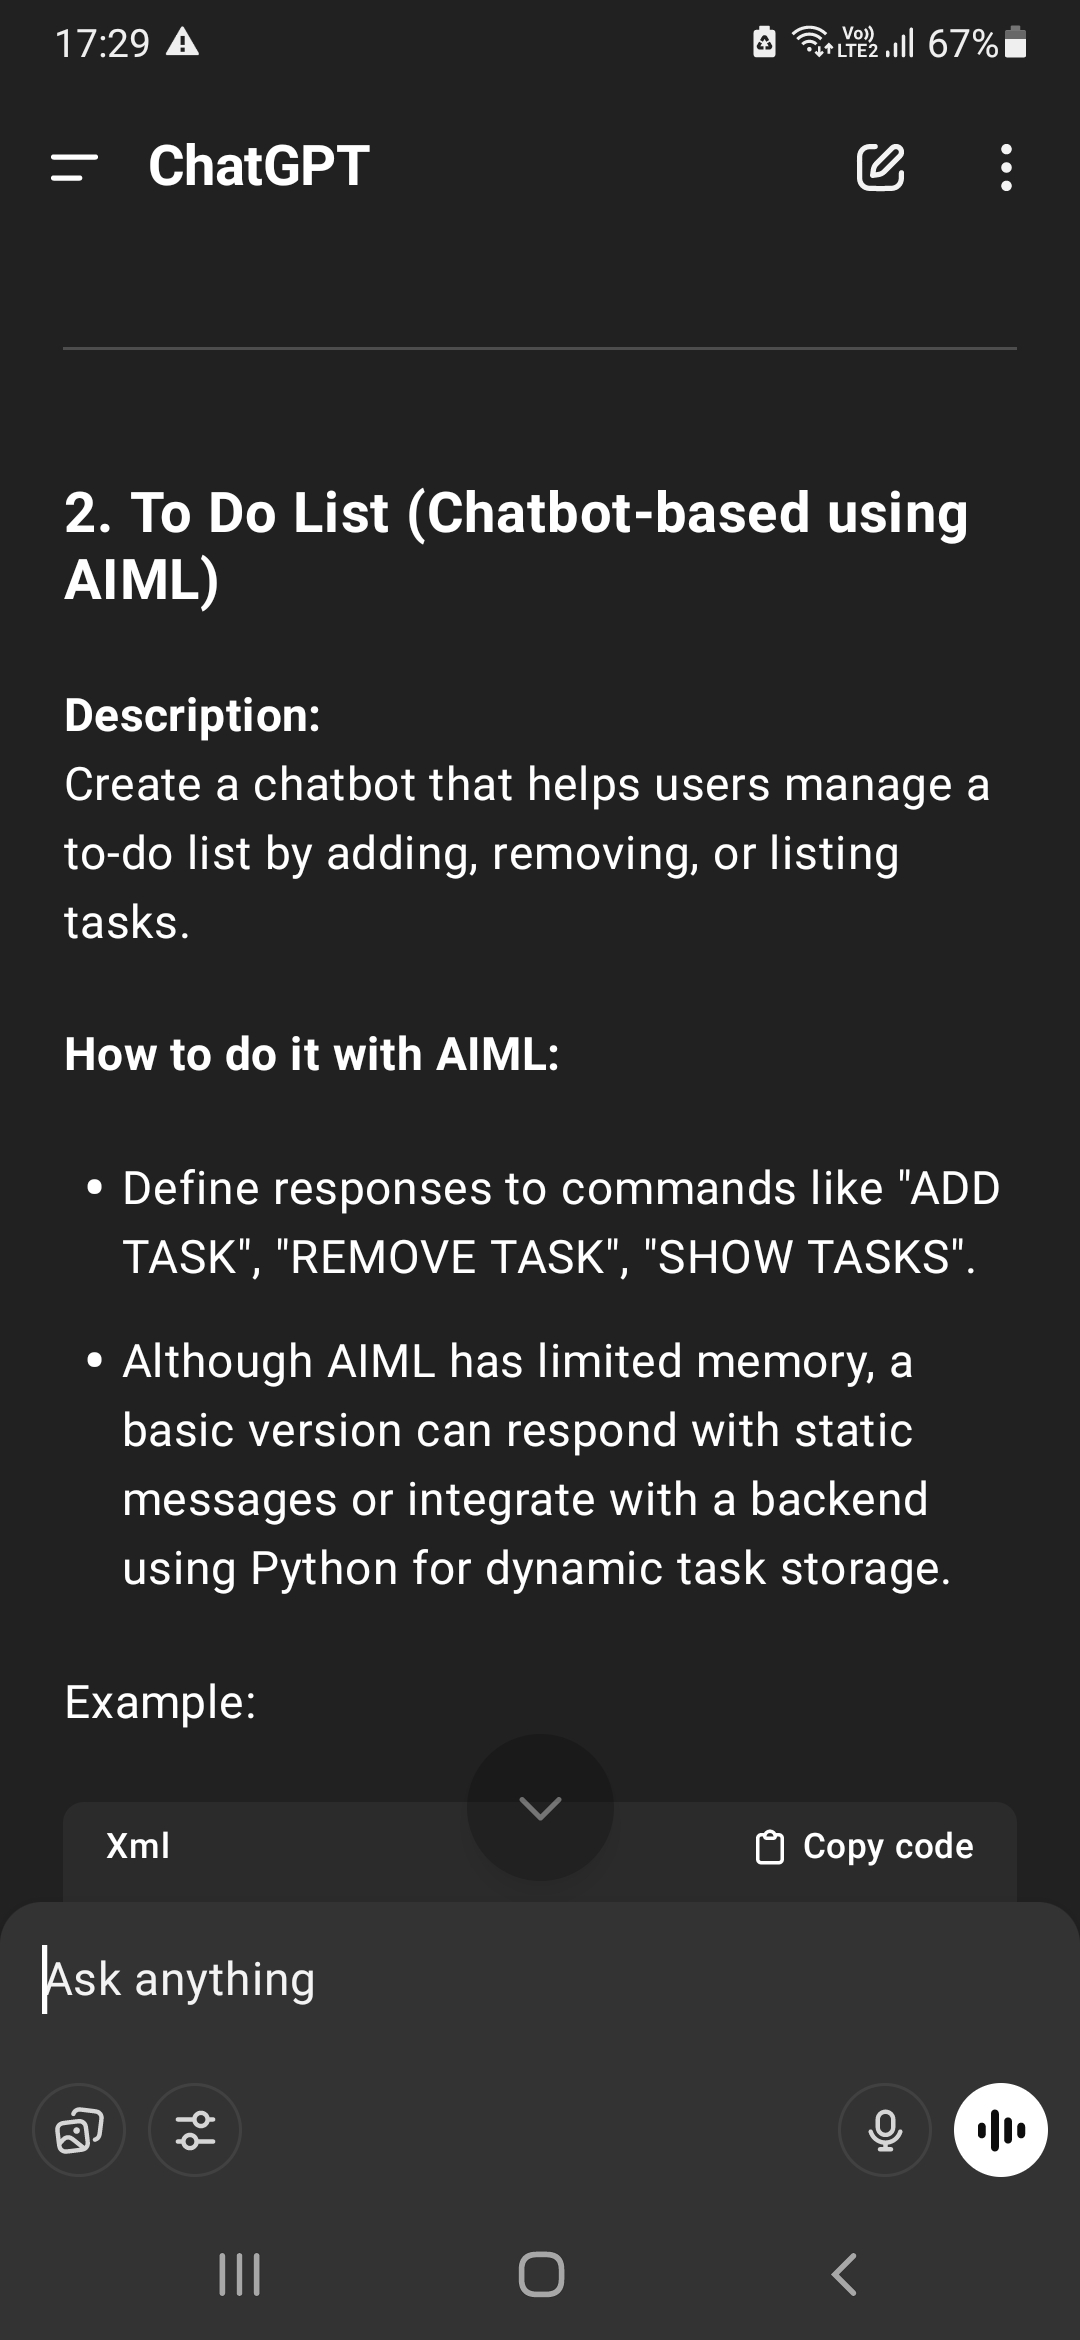 17:29
Vo))
LTE2
67%
ChatGPT
2. To Do List (Chatbot-based using
AIML)
Description:
Create a chatbot that helps users manage a
to-do list by adding, removing, or listing
tasks.
How to do it with AIML:
• Define responses to commands like "ADD
TASK", "REMOVE TASK", "SHOW TASKS".
• Although AIML has limited memory, a
basic version can respond with static
messages or integrate with a backend
using Python for dynamic task storage.
Example:
Xml
Copy code
Ask anything